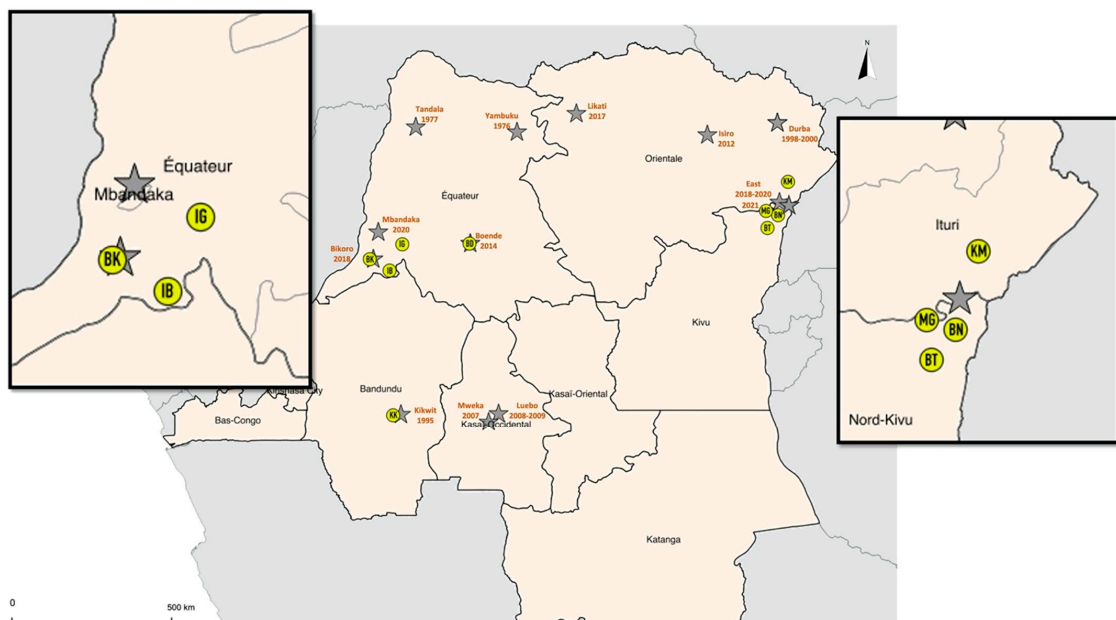 Équateur
Mbandaka
IG
BK
IB
N
Tandala
1977
Yambuku
1976
Likati
2017
Isiro
2012
Durba
1998-2000
Orientale
East
2018-2020
2021
KM
MG
BN
BT
Équateur
Mbandaka
2020
IG
Bikoro
2018
BK
IB
BD
Boende
2014
Kivu
Ituri
KM
MG
BN
BT
Nord-Kivu
Kinshasa City
Bandundu
Bas-Congo
KK
Kikwit
1995
Mweka
2007
Luebo
2008-2009
Kasaï-Occidental
Kasaï-Oriental
Katanga
0
500 km